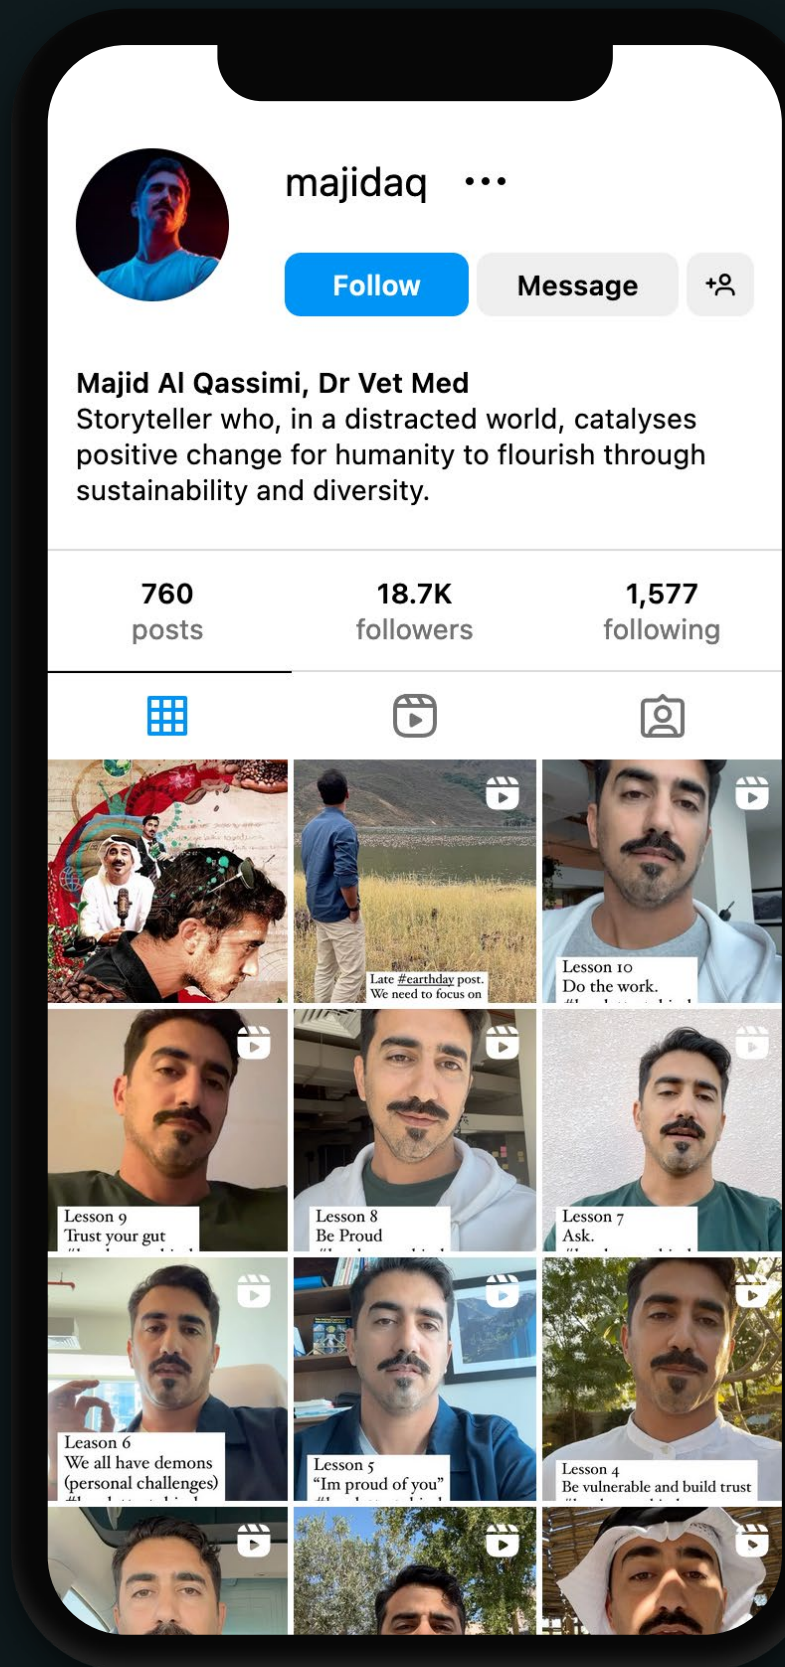 majidaq
Follow
Message
Majid Al Qassimi, Dr Vet Med
Storyteller who, in a distracted world, catalyses
positive change for humanity to flourish through
sustainability and diversity.
760
posts
18.7K
followers
1,577
following
Late #earthday post.
We need to focus on
Lesson 10
Do the work.
Lesson 9
Trust your gut
Lesson 8
Be Proud
Lesson 7
Ask.
Leason 6
We all have demons
(personal challenges)
Lesson 5
“Im proud of you”
Lesson 4
Be vulnerable and build trust